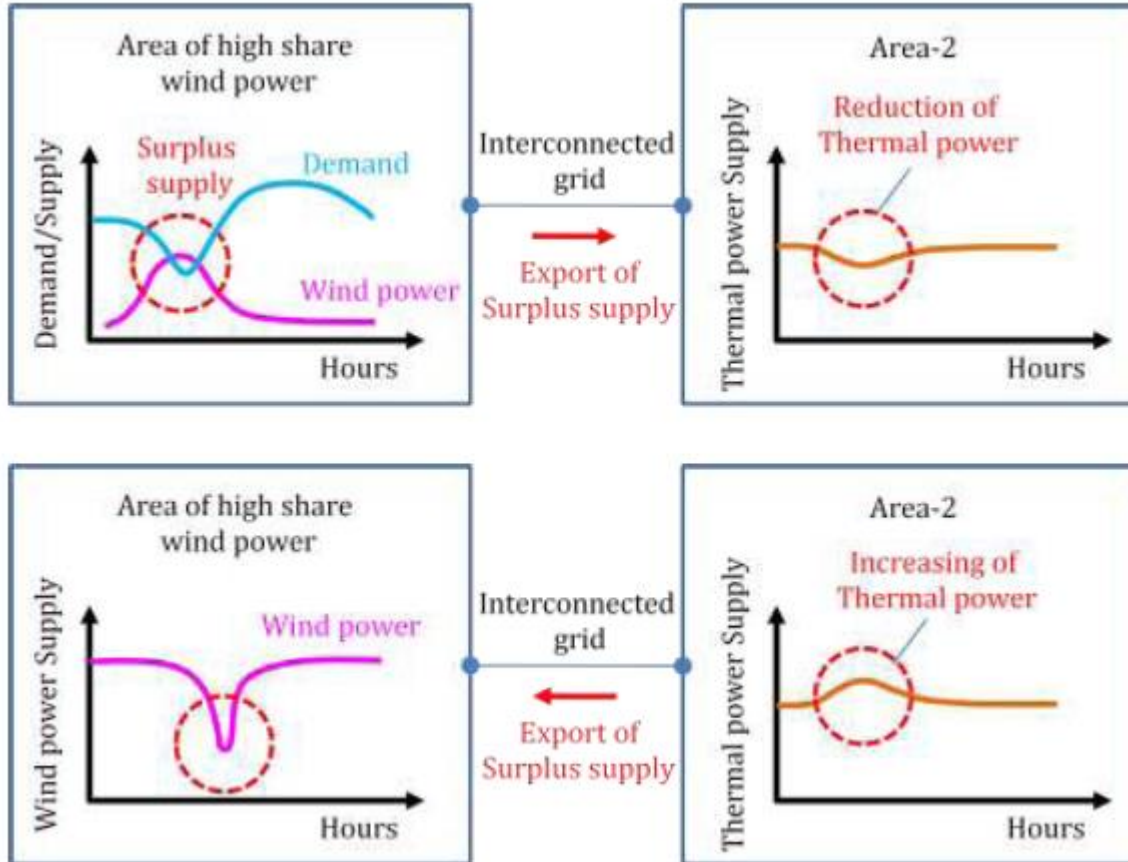 Area of high share
wind power
Demand/Supply
Surplus
supply
Demand
Wind power
Hours
Interconnected
grid
Export of
Surplus supply
Area-2
Thermal power Supply
Reduction of
Thermal power
Hours
Area of high share
wind power
Wind power Supply
Wind power
Hours
Interconnected
grid
Export of
Surplus supply
Area-2
Thermal power Supply
Increasing of
Thermal power
Hours